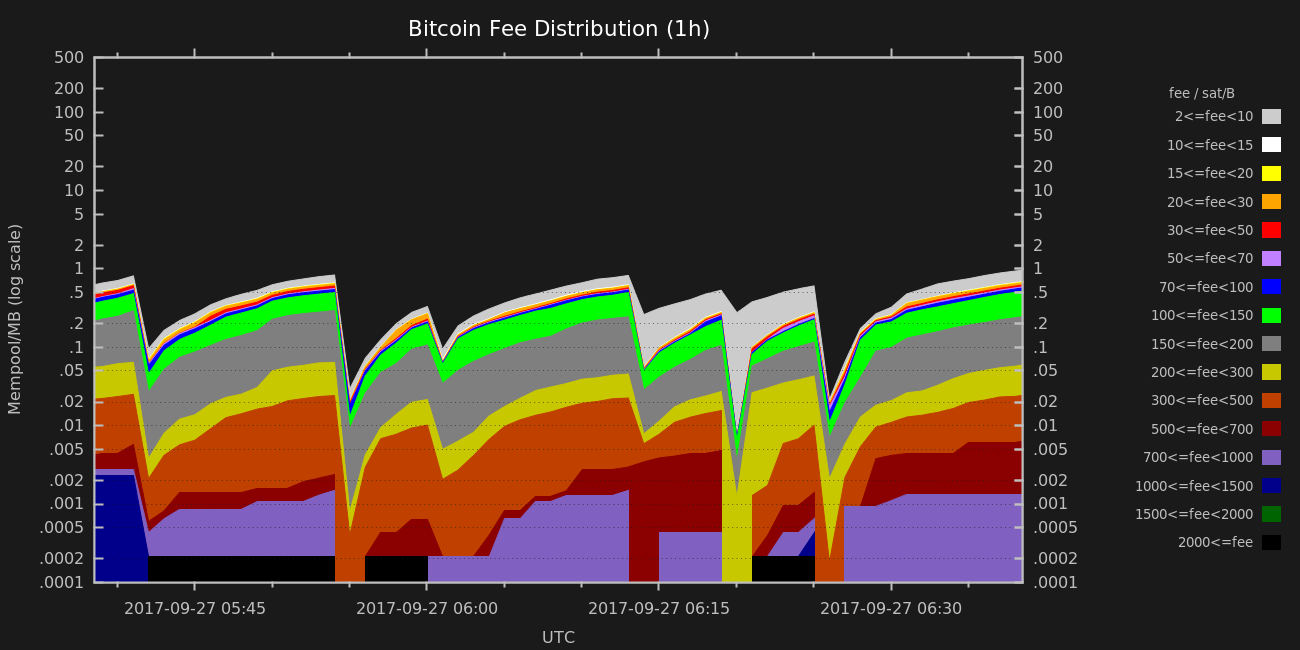 Bitcoin Fee Distribution (1h)
500
200
100
50
20
10
5
2
1
.5
.2
.1
.05
.02
.01
.005
.002
.001
.0005
.0002
.0001
Mempool/MB (log scale)
500
200
100
50
20
10
5
2
1
.5
.2
.1
.05
.02
.01
.005
.002
.001
.0005
.0002
.0001
2017-09-27 05:45
2017-09-27 06:00
2017-09-27 06:15
2017-09-27 06:30
UTC
fee / sat/B
2<=fee<10
10<=fee<15
15<=fee<20
20<=fee<30
30<=fee<50
50<=fee<70
70<=fee<100
100<=fee<150
150<=fee<200
200<=fee<300
300<=fee<500
500<=fee<700
700<=fee<1000
1000<=fee<1500
1500<=fee<2000
2000<=fee